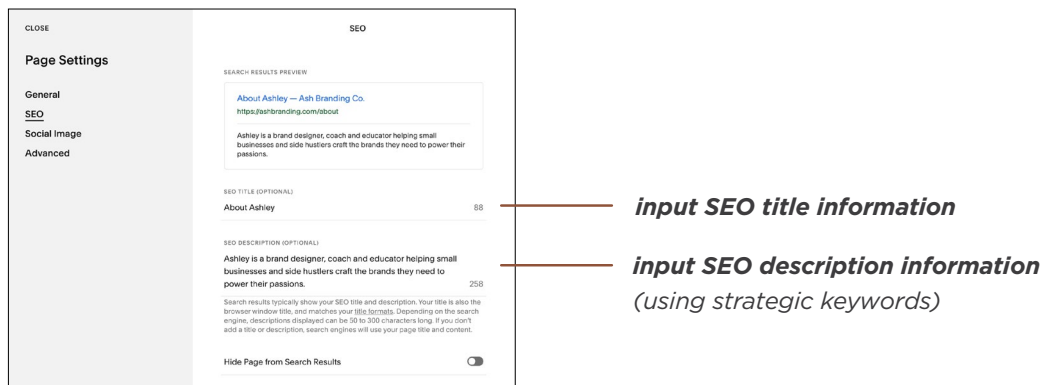 CLOSE
SEO
Page Settings
General
SEO
Social Image
Advanced
SEARCH RESULTS PREVIEW
About Ashley — Ash Branding Co.
https://ashbranding.com/about
Ashley is a brand designer, coach and educator helping small
businesses and side hustlers craft the brands they need to power their
passions.
SEO TITLE (OPTIONAL)
About Ashley 88
SEO DESCRIPTION (OPTIONAL)
Ashley is a brand designer, coach and educator helping small
businesses and side hustlers craft the brands they need to
power their passions. 258
Search results typically show your SEO title and description. Your title is also the
browser window title, and matches your title formats. Depending on the search
engine, descriptions displayed can be 50 to 300 characters long. If you don't
add a title or description, search engines will use your page title and content.
Hide Page from Search Results
input SEO title information
input SEO description information
(using strategic keywords)